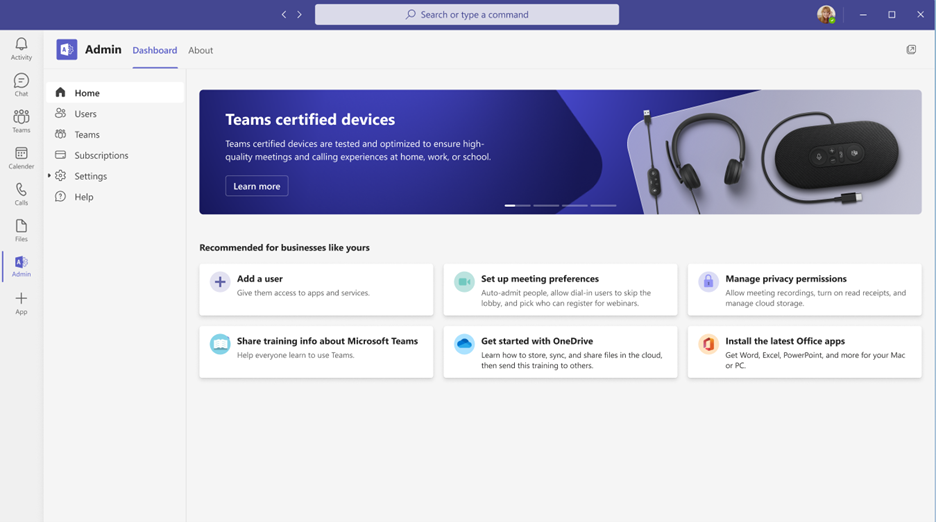 Search or type a command
Activity
Chat
Teams
Calender
Calls
Files
Admin
App
Admin
Dashboard
About
Home
Users
Teams
Subscriptions
Settings
Help
Teams certified devices
Teams certified devices are tested and optimized to ensure high-
quality meetings and calling experiences at home, work, or school.
Learn more
Recommended for businesses like yours
Add a user
Give them access to apps and services.
Set up meeting preferences
Auto-admit people, allow dial-in users to skip the
lobby, and pick who can register for webinars.
Manage privacy permissions
Allow meeting recordings, turn on read receipts, and
manage cloud storage.
Share training info about Microsoft Teams
Help everyone learn to use Teams.
Get started with OneDrive
Learn how to store, sync, and share files in the cloud,
then send this training to others.
Install the latest Office apps
Get Word, Excel, PowerPoint, and more for your Mac
or PC.